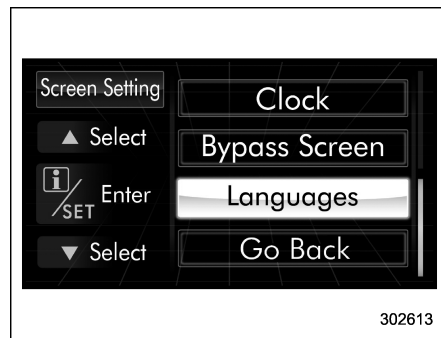 Screen Setting
▲ Select
i/SET Enter
▼ Select
Clock
Bypass Screen
Languages
Go Back
302613